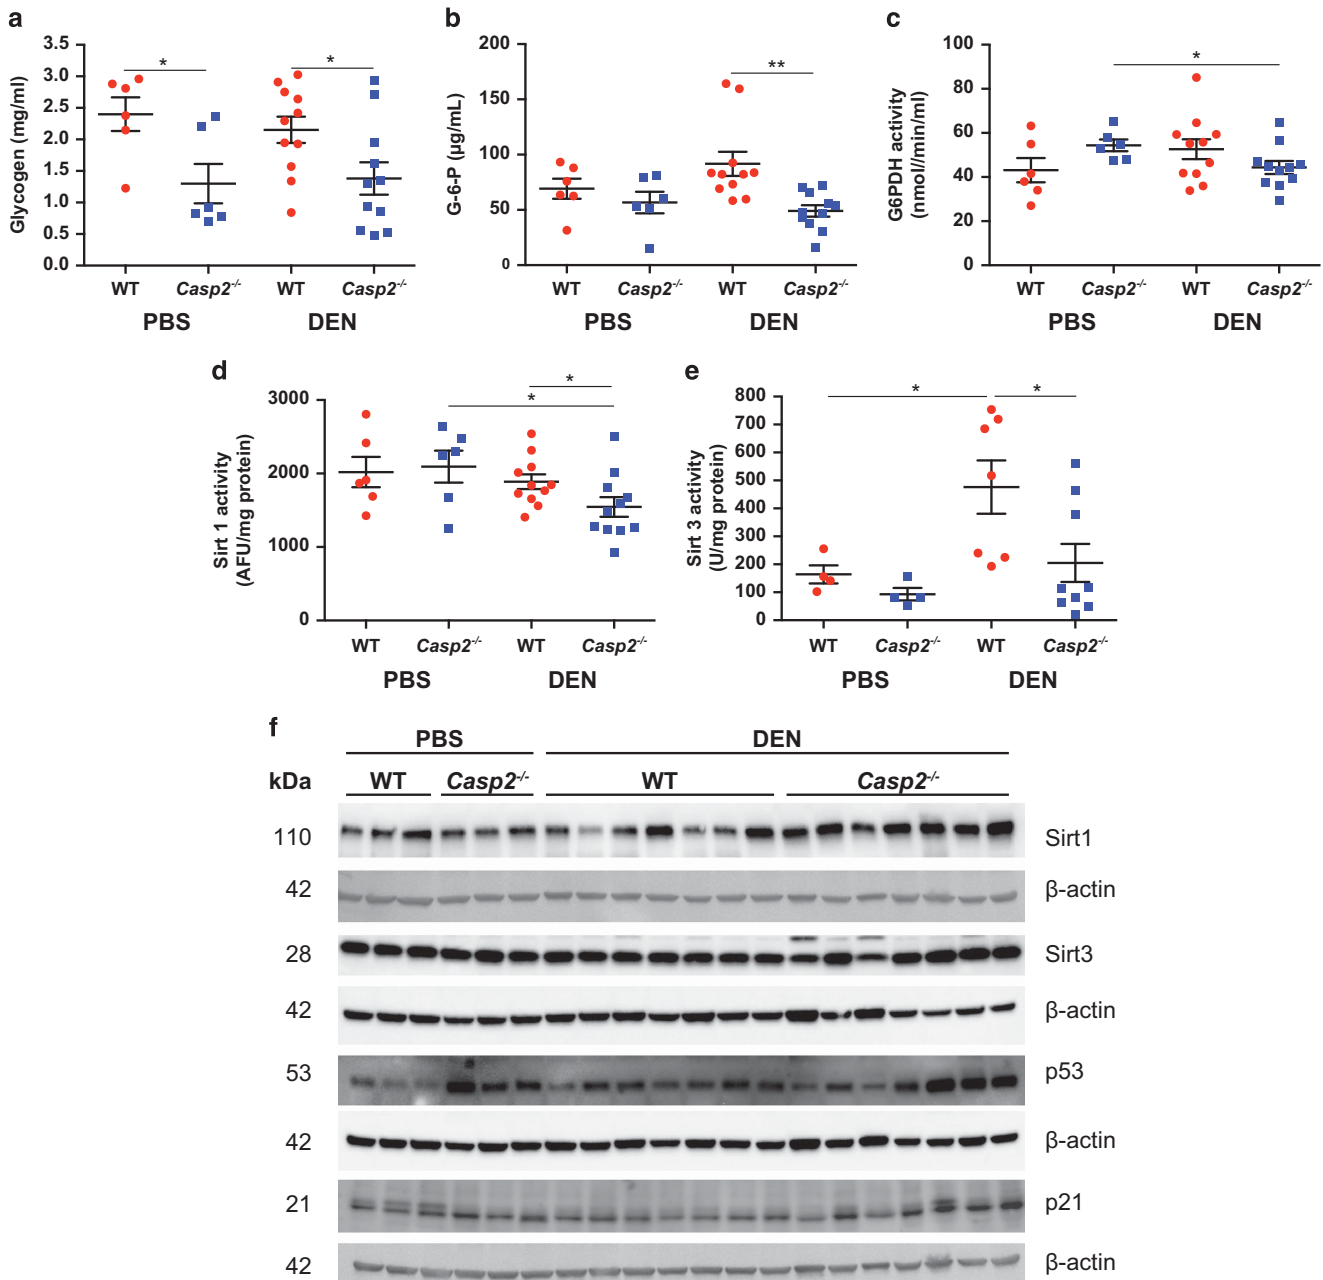 a
Glycogen (mg/ml)
3.5
3.0
2.5
2.0
1.5
1.0
0.5
0.0
* *
WT Casp2-/- WT Casp2-/-
PBS DEN
b
G-6-P (µg/mL)
200
150
100
50
0
**
WT Casp2-/- WT Casp2-/-
PBS DEN
c
G6PDH activity
(nmol//min/ml)
100
80
60
40
20
0
*
WT Casp2-/- WT Casp2-/-
PBS DEN
d
Sirt 1 activity
(AFU/mg protein)
3000
2000
1000
0
*
*
WT Casp2-/- WT Casp2-/-
PBS DEN
e
Sirt 3 activity
(U/mg protein)
800
700
600
500
400
300
200
100
0
* *
WT Casp2-/- WT Casp2-/-
PBS DEN
f
PBS DEN
kDa WT Casp2-/- WT Casp2-/-
110 Sirt1
42 β-actin
28 Sirt3
42 β-actin
53 p53
42 β-actin
21 p21
42 β-actin